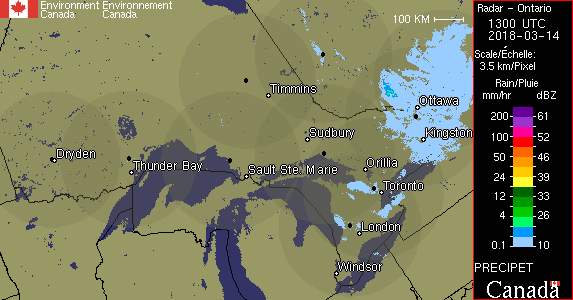 Environment Environnement
Canada Canada
100 KM
Timmins
Ottawa
Kingston
Sudbury
Dryden
Thunder Bay
Sault Ste. Marie
Orillia
Toronto
London
Windsor
Radar - Ontario
1300 UTC
2018-03-14
Scale/Échelle:
3.5 km/Pixel
Rain/Pluie
mm/hr dBZ
200 61
100 52
50 46
24 39
12 33
4 26
0.1 10
PRECIPET
Canada